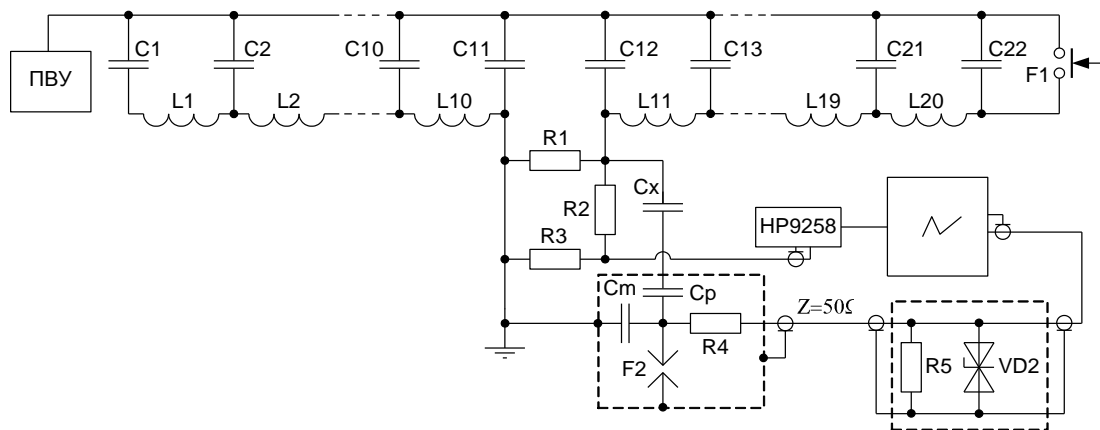 C1 C2 C10 C11 C12 C13 C21 C22
ПВУ
F1
L1 L2 L10 L11 L19 L20
R1
Cx
R2
HP9258
R3
Cm Cp
Z=50Ω
R4
F2
R5 VD2